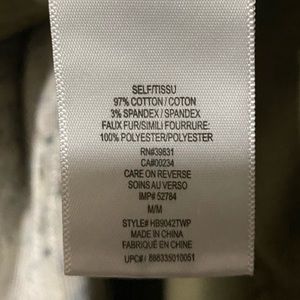 SELF/TISSU
97% COTTON / COTON
3% SPANDEX / SPANDEX
FAUX FUR/SIMILI FOURRURE:
100% POLYESTER/POLYESTER
RN#39831
CA#00234
CARE ON REVERSE
SOINS AU VERSO
IMP# 52784
M/M
STYLE# HB9042TWP
MADE IN CHINA
FABRIQUÉ EN CHINE
UPC# / 888335010051